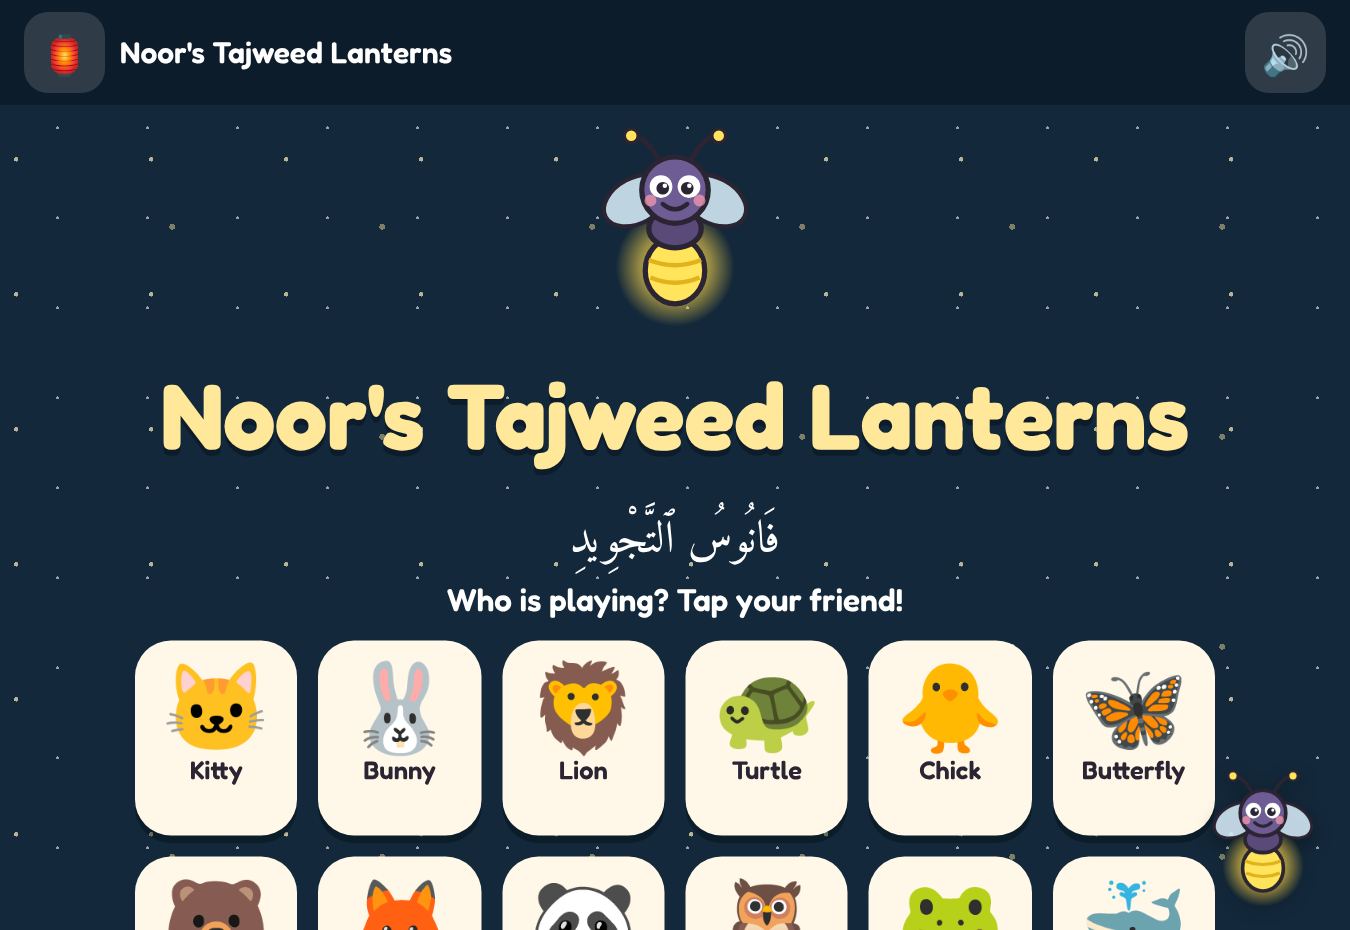 Noor's Tajweed Lanterns
Noor's Tajweed Lanterns
فَانُوسُ ٱلتَّجْوِيدِ
Who is playing? Tap your friend!
Kitty Bunny Lion Turtle Chick Butterfly